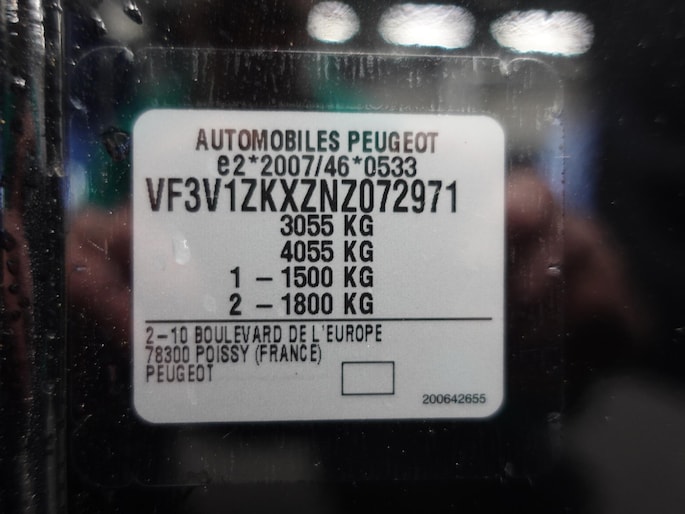 AUTOMOBILES PEUGEOT
e2*2007/46*0533
VF3V1ZKXZNZ072971
3055 KG
4055 KG
1 - 1500 KG
2 - 1800 KG
2-10 BOULEVARD DE L'EUROPE
78300 POISSY (FRANCE)
PEUGEOT
200642655